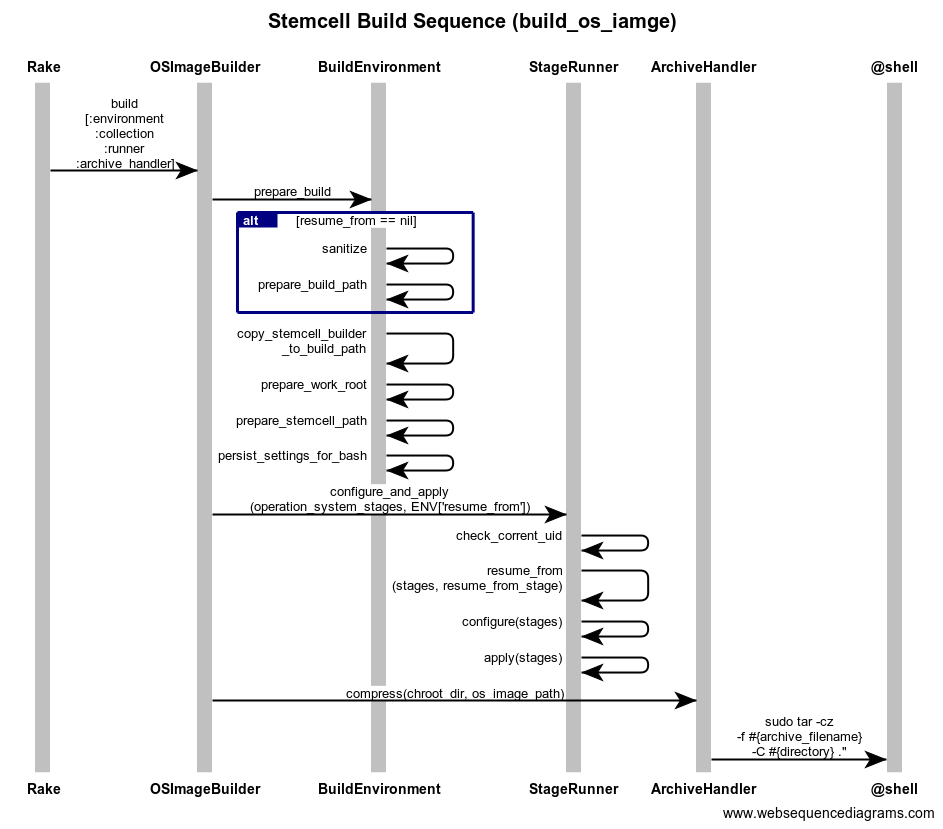 Stemcell Build Sequence (build_os_iamge)
Rake OSImageBuilder BuildEnvironment StageRunner ArchiveHandler @shell
build
[:environment
:collection
:runner
:archive_handler]
prepare_build
alt [resume_from == nil]
sanitize
prepare_build_path
copy_stemcell_builder
_to_build_path
prepare_work_root
prepare_stemcell_path
persist_settings_for_bash
configure_and_apply
(operation_system_stages, ENV['resume_from'])
check_corrent_uid
resume_from
(stages, resume_from_stage)
configure(stages)
apply(stages)
compress(chroot_dir, os_image_path)
sudo tar -cz
-f #{archive_filename}
-C #{directory} ."
Rake OSImageBuilder BuildEnvironment StageRunner ArchiveHandler @shell
www.websequencediagrams.com